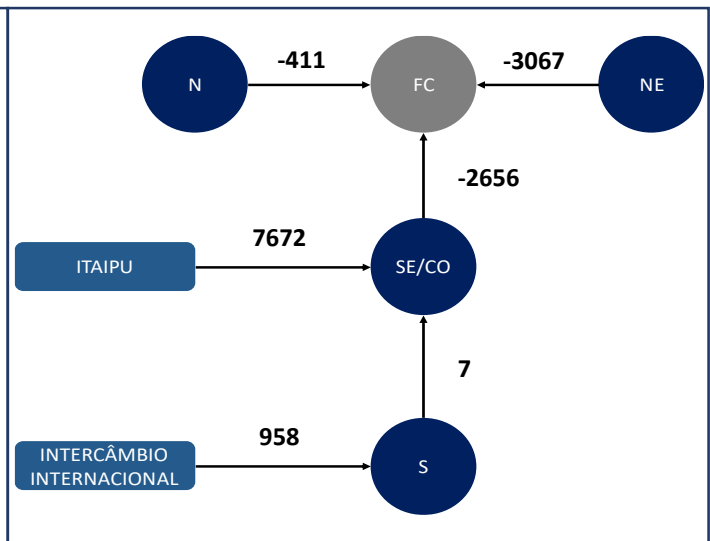 -411
-3067
N
FC
NE
-2656
7672
ITAIPU
SE/CO
7
958
INTERCÂMBIO
INTERNACIONAL
S